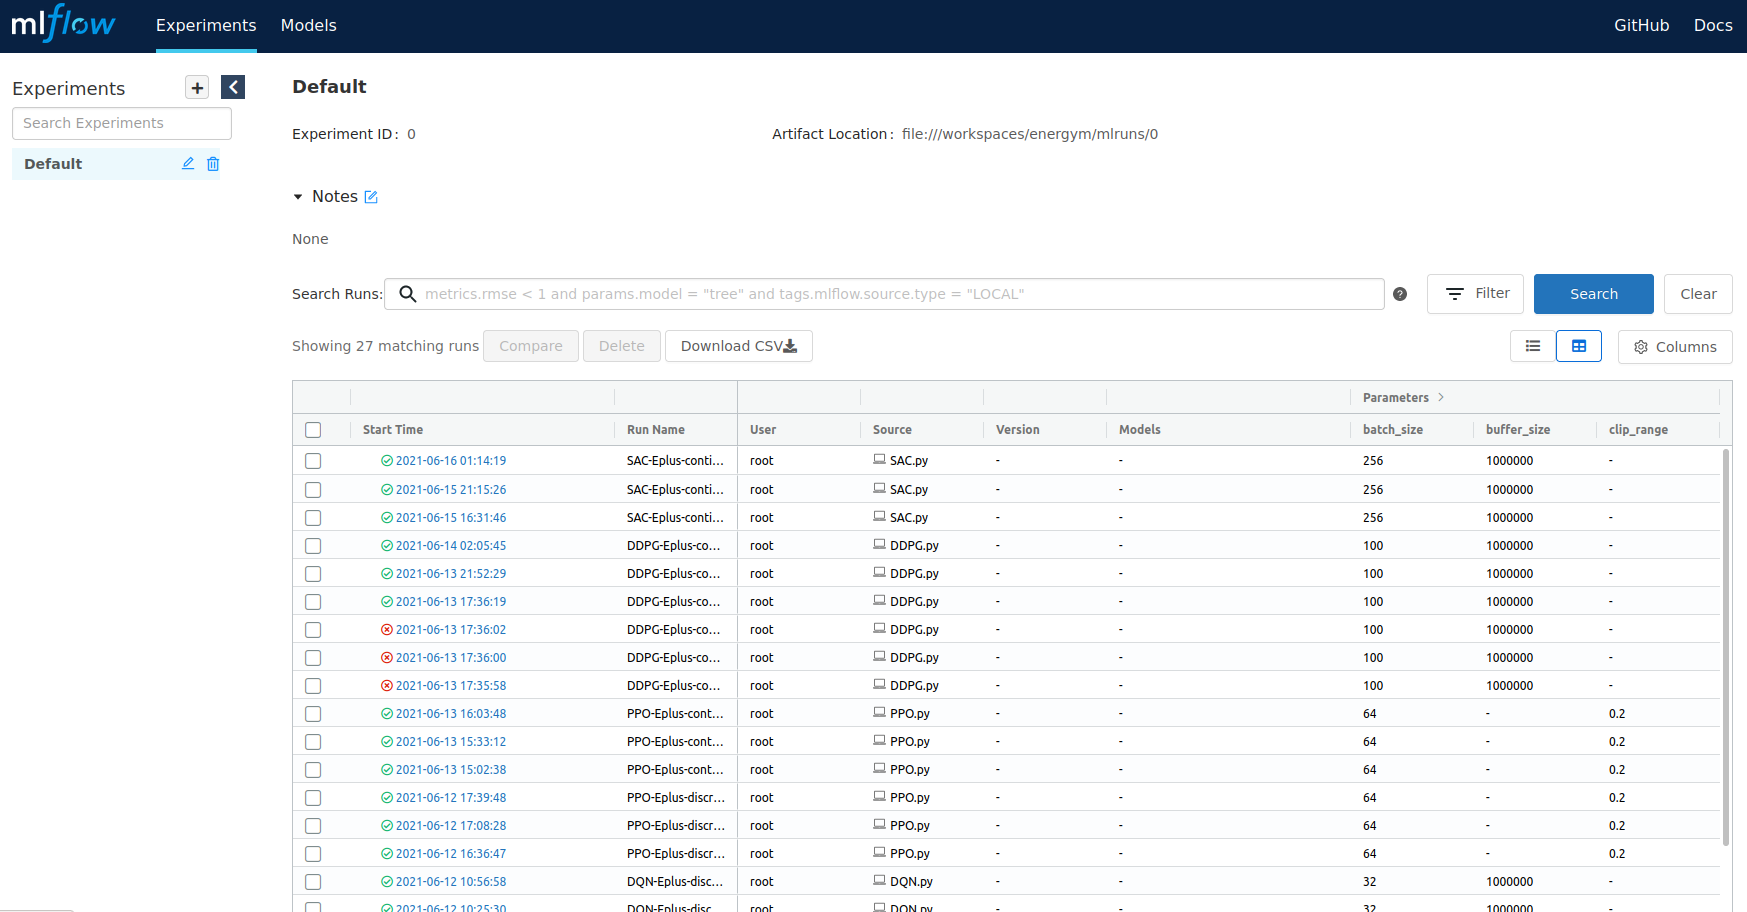 mlflow Experiments Models GitHub Docs
Experiments +
Search Experiments
Default
Default
Experiment ID: 0 Artifact Location: file:///workspaces/energym/mlruns/0
Notes
None
Search Runs: metrics.rmse < 1 and params.model = "tree" and tags.mlflow.source.type = "LOCAL" ? Filter Search Clear
Showing 27 matching runs Compare Delete Download CSV Columns
Parameters >
Start Time Run Name User Source Version Models batch_size buffer_size clip_range
2021-06-16 01:14:19 SAC-Eplus-conti... root SAC.py - - 256 1000000 -
2021-06-15 21:15:26 SAC-Eplus-conti... root SAC.py - - 256 1000000 -
2021-06-15 16:31:46 SAC-Eplus-conti... root SAC.py - - 256 1000000 -
2021-06-14 02:05:45 DDPG-Eplus-co... root DDPG.py - - 100 1000000 -
2021-06-13 21:52:29 DDPG-Eplus-co... root DDPG.py - - 100 1000000 -
2021-06-13 17:36:19 DDPG-Eplus-co... root DDPG.py - - 100 1000000 -
2021-06-13 17:36:02 DDPG-Eplus-co... root DDPG.py - - 100 1000000 -
2021-06-13 17:36:00 DDPG-Eplus-co... root DDPG.py - - 100 1000000 -
2021-06-13 17:35:58 DDPG-Eplus-co... root DDPG.py - - 100 1000000 -
2021-06-13 16:03:48 PPO-Eplus-cont... root PPO.py - - 64 - 0.2
2021-06-13 15:33:12 PPO-Eplus-cont... root PPO.py - - 64 - 0.2
2021-06-13 15:02:38 PPO-Eplus-cont... root PPO.py - - 64 - 0.2
2021-06-12 17:39:48 PPO-Eplus-discr... root PPO.py - - 64 - 0.2
2021-06-12 17:08:28 PPO-Eplus-discr... root PPO.py - - 64 - 0.2
2021-06-12 16:36:47 PPO-Eplus-discr... root PPO.py - - 64 - 0.2
2021-06-12 10:56:58 DQN-Eplus-disc... root DQN.py - - 32 1000000 -
2021-06-12 10:25:30 DQN-Eplus-disc... root DQN.py - - 32 1000000 -